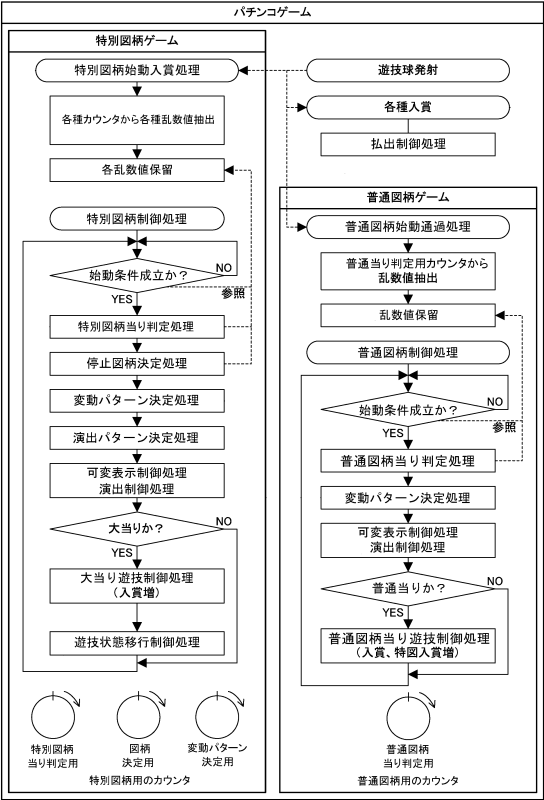 パチンコゲーム
特別図柄ゲーム
特別図柄始動入賞処理
各種カウンタから各種乱数値抽出
各乱数値保留
特別図柄制御処理
始動条件成立か？
NO
YES
参照
特別図柄当り判定処理
停止図柄決定処理
変動パターン決定処理
演出パターン決定処理
可変表示制御処理
演出制御処理
大当りか？
NO
YES
大当り遊技制御処理
（入賞増）
遊技状態移行制御処理
特別図柄
当り判定用
図柄
決定用
変動パターン
決定用
特別図柄用のカウンタ
遊技球発射
各種入賞
払出制御処理
普通図柄ゲーム
普通図柄始動通過処理
普通当り判定用カウンタから
乱数値抽出
乱数値保留
普通図柄制御処理
始動条件成立か？
NO
YES
参照
普通図柄当り判定処理
変動パターン決定処理
可変表示制御処理
演出制御処理
普通当りか？
NO
YES
普通図柄当り遊技制御処理
（入賞、特図入賞増）
普通図柄
当り判定用
普通図柄用のカウンタ